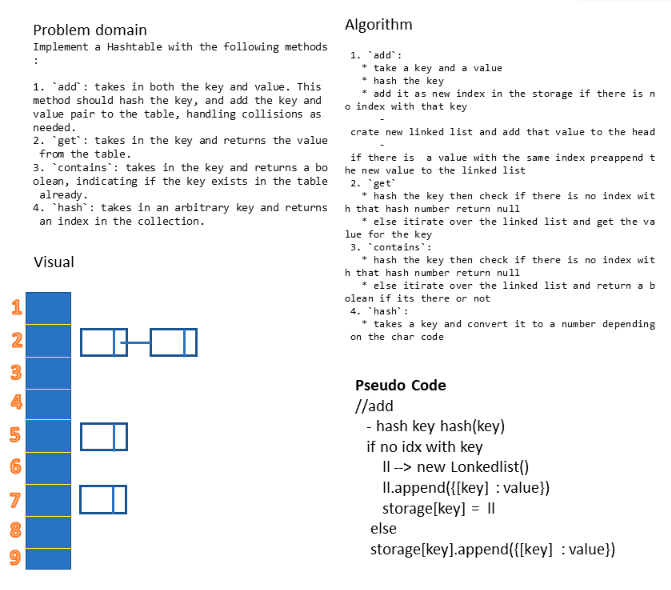 Problem domain
Implement a Hashtable with the following methods
:
1. `add`: takes in both the key and value. This
method should hash the key, and add the key and
value pair to the table, handling collisions as
needed.
2. `get`: takes in the key and returns the value
from the table.
3. `contains`: takes in the key and returns a bo
olean, indicating if the key exists in the table
already.
4. `hash`: takes in an arbitrary key and returns
an index in the collection.
Visual
1
2
3
4
5
6
7
8
9
Algorithm
1. `add`:
* take a key and a value
* hash the key
* add it as new index in the storage if there is n
o index with that key
-
crate new linked list and add that value to the head
-
if there is a value with the same index preappend t
he new value to the linked list
2. `get`
* hash the key then check if there is no index wit
h that hash number return null
* else itirate over the linked list and get the va
lue for the key
3. `contains`:
* hash the key then check if there is no index wit
h that hash number return null
* else itirate over the linked list and return a b
olean if its there or not
4. `hash`:
* takes a key and convert it to a number depending
on the char code
Pseudo Code
//add
- hash key hash(key)
if no idx with key
ll --> new Lonkedlist()
ll.append({[key] : value})
storage[key] = ll
else
storage[key].append({[key] : value})